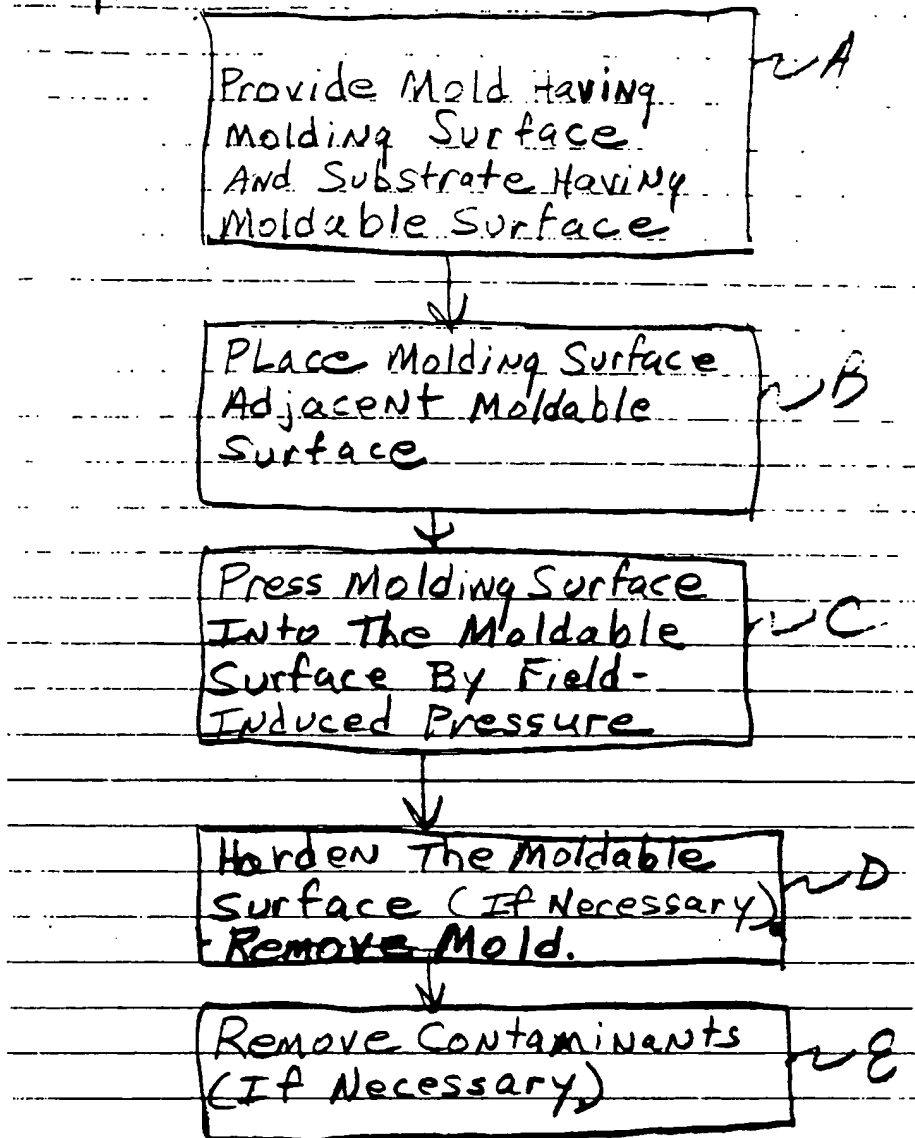 Provide Mold Having
Molding Surface
And Substrate Having
Moldable Surface
A
Place Molding Surface
Adjacent Moldable
Surface
B
Press Molding Surface
Into The Moldable
Surface By Field-
Induced Pressure
C
Harden The Moldable
Surface (If Necessary),
Remove Mold.
D
Remove Contaminants
(If Necessary)
E